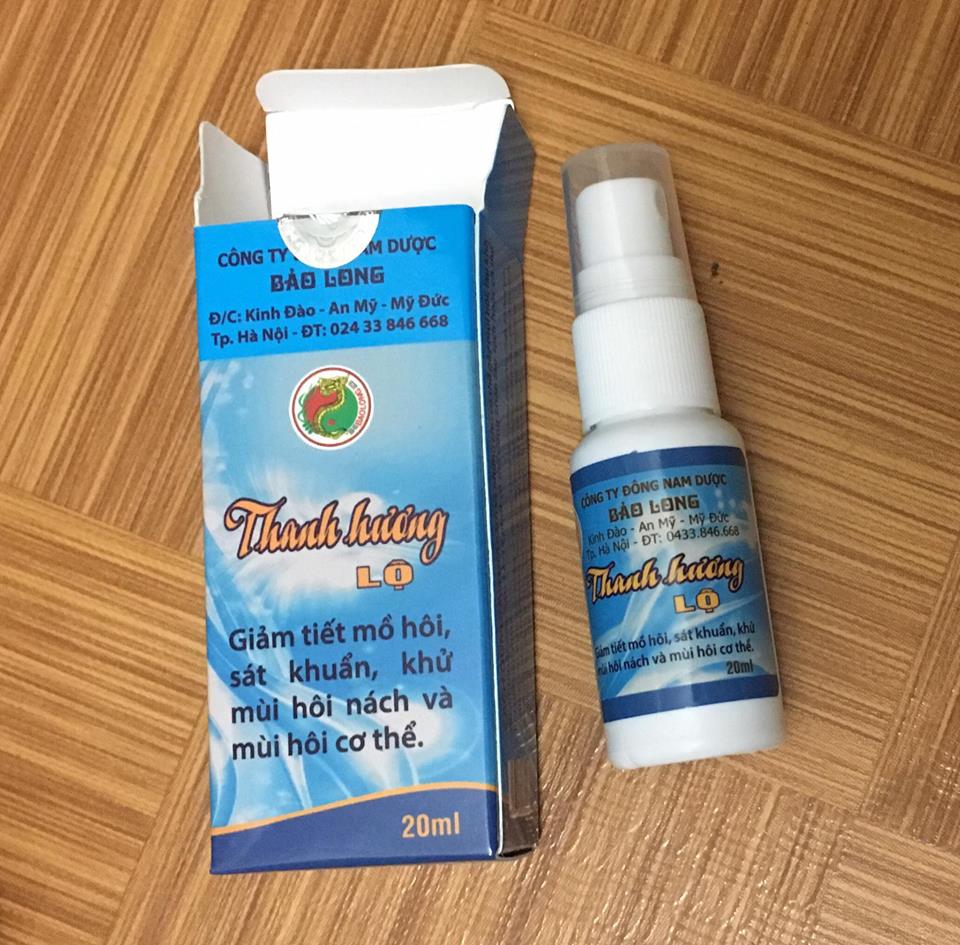 CÔNG TY NAM DƯỢC
BẢO LONG
Đ/C: Kinh Đào - An Mỹ - Mỹ Đức
Tp. Hà Nội - ĐT: 024 33 846 668
BAOLONG
Thanh hương
LỘ
Giảm tiết mồ hôi,
sát khuẩn, khử
mùi hôi nách và
mùi hôi cơ thể.
20ml
CÔNG TY ĐÔNG NAM DƯỢC
BẢO LONG
Kinh Đào - An Mỹ - Mỹ Đức
Tp. Hà Nội - ĐT: 0433.846.668
Thanh hương
LỘ
Giảm tiết mồ hôi, sát khuẩn, khử
mùi hôi nách và mùi hôi cơ thể.
20ml